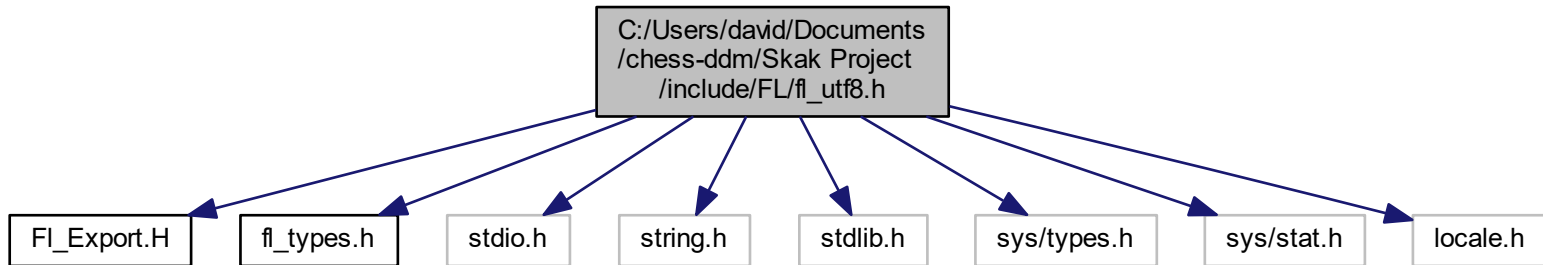 C:/Users/david/Documents
/chess-ddm/Skak Project
/include/FL/fl_utf8.h
Fl_Export.H
fl_types.h
stdio.h
string.h
stdlib.h
sys/types.h
sys/stat.h
locale.h